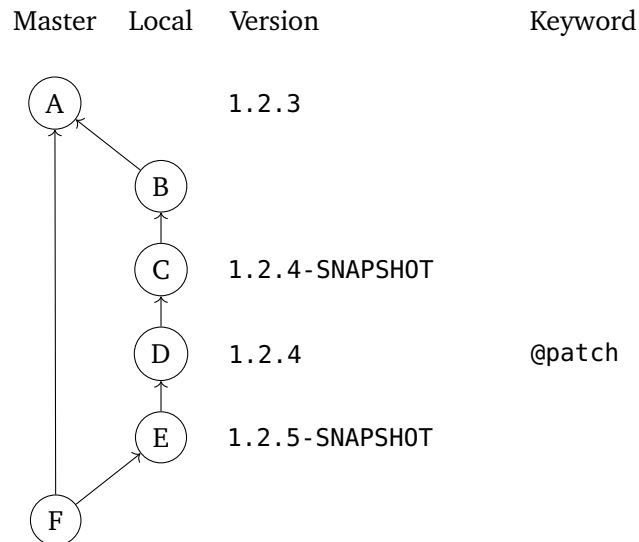 Master Local Version Keyword
A 1.2.3
B
C 1.2.4-SNAPSHOT
D 1.2.4 @patch
E 1.2.5-SNAPSHOT
F